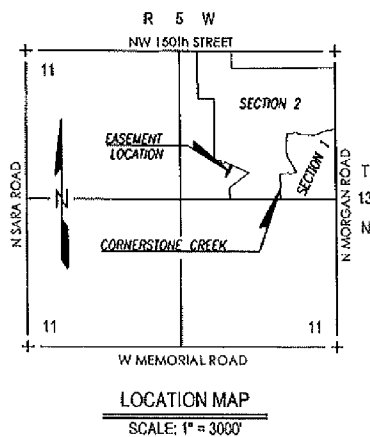 R 5 W
NW 150th STREET
11
SECTION 2
EASEMENT
LOCATION
SECTION 1
N SARA ROAD
N
N MORGAN ROAD
T
13
N
CORNERSTONE CREEK
11
11
W MEMORIAL ROAD
LOCATION MAP
SCALE: 1" = 3000'